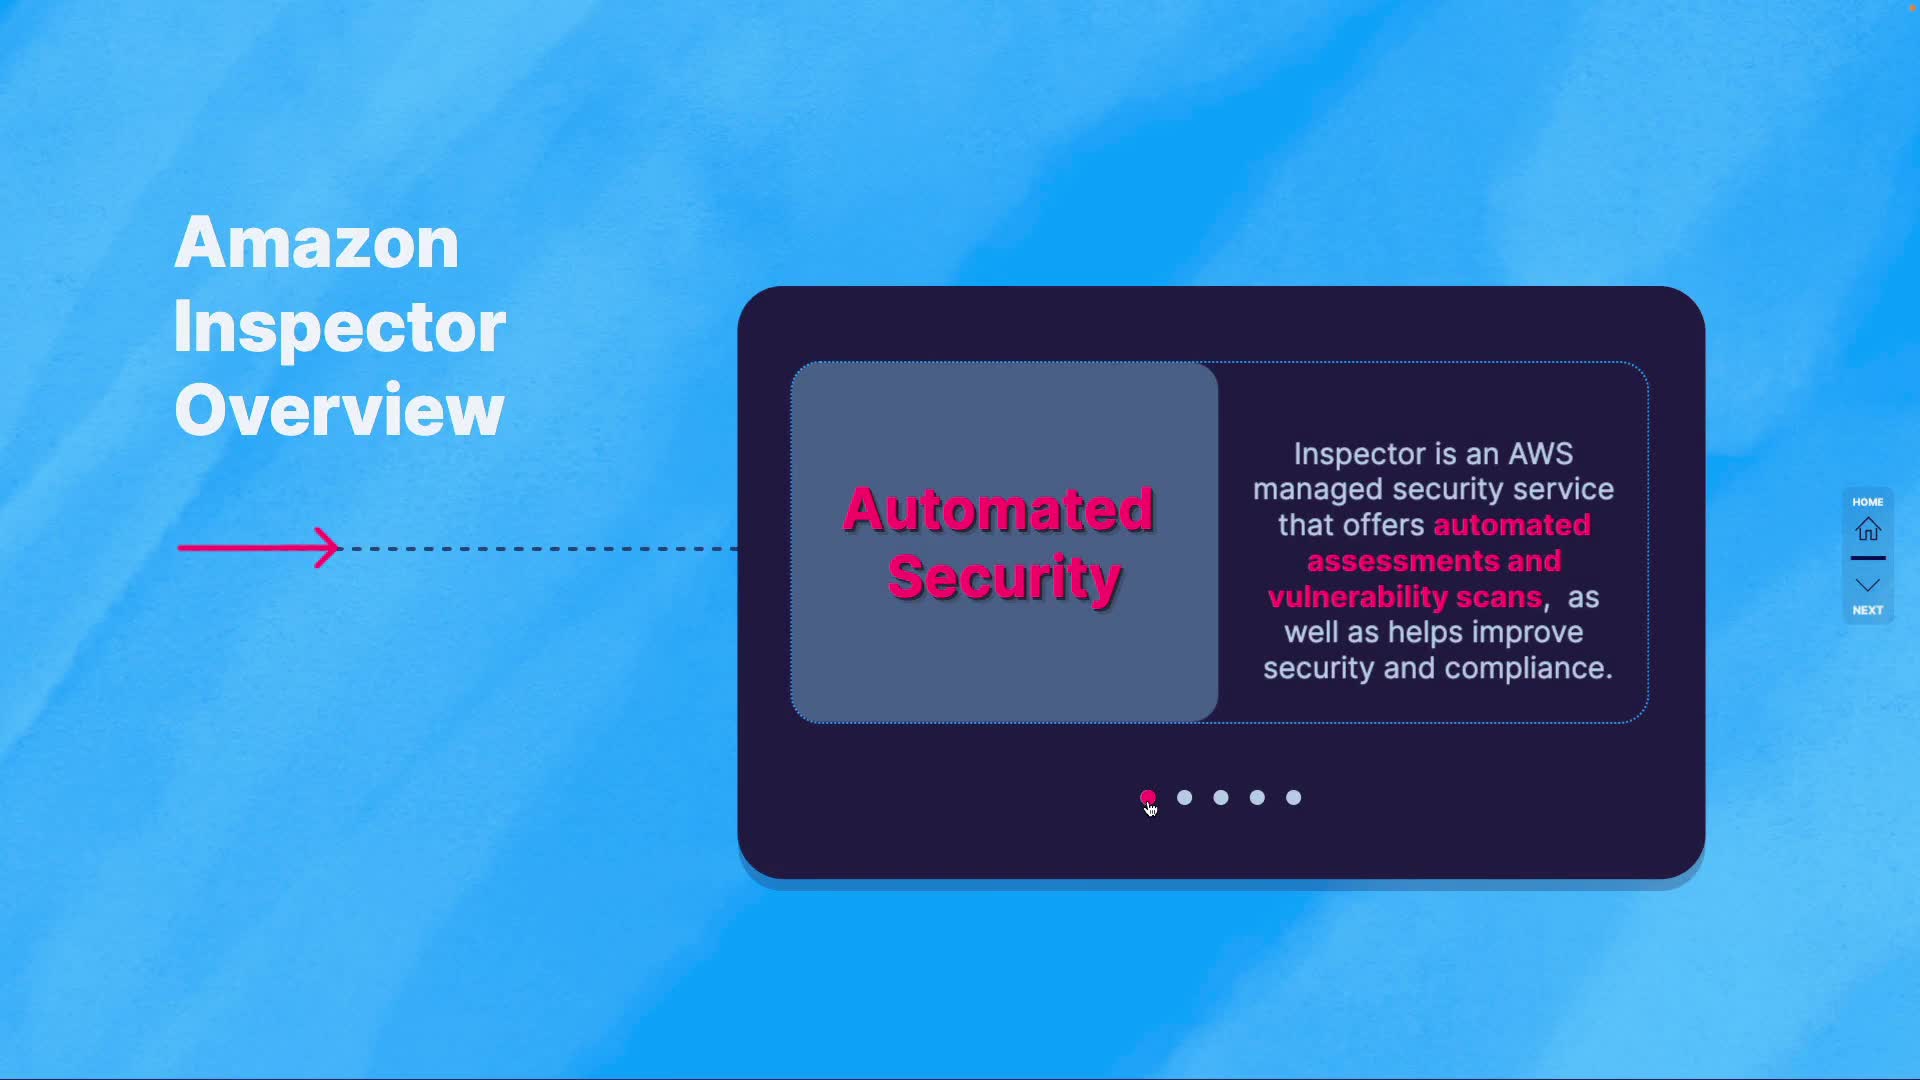 Amazon
Inspector
Overview
Automated
Security
Inspector is an AWS
managed security service
that offers automated
assessments and
vulnerability scans,  as
well as helps improve
security and compliance.
HOME
NEXT